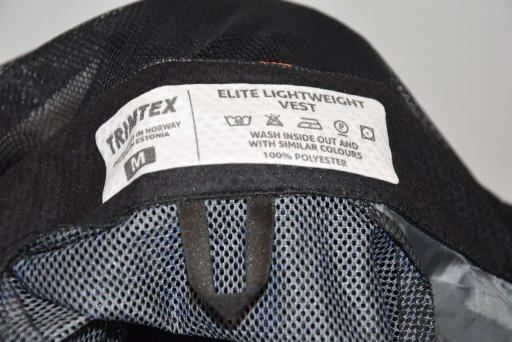 TRIMTEX
IN NORWAY
ESTONIA
M
ELITE LIGHTWEIGHT
VEST
WASH INSIDE OUT AND
WITH SIMILAR COLOURS
100% POLYESTER